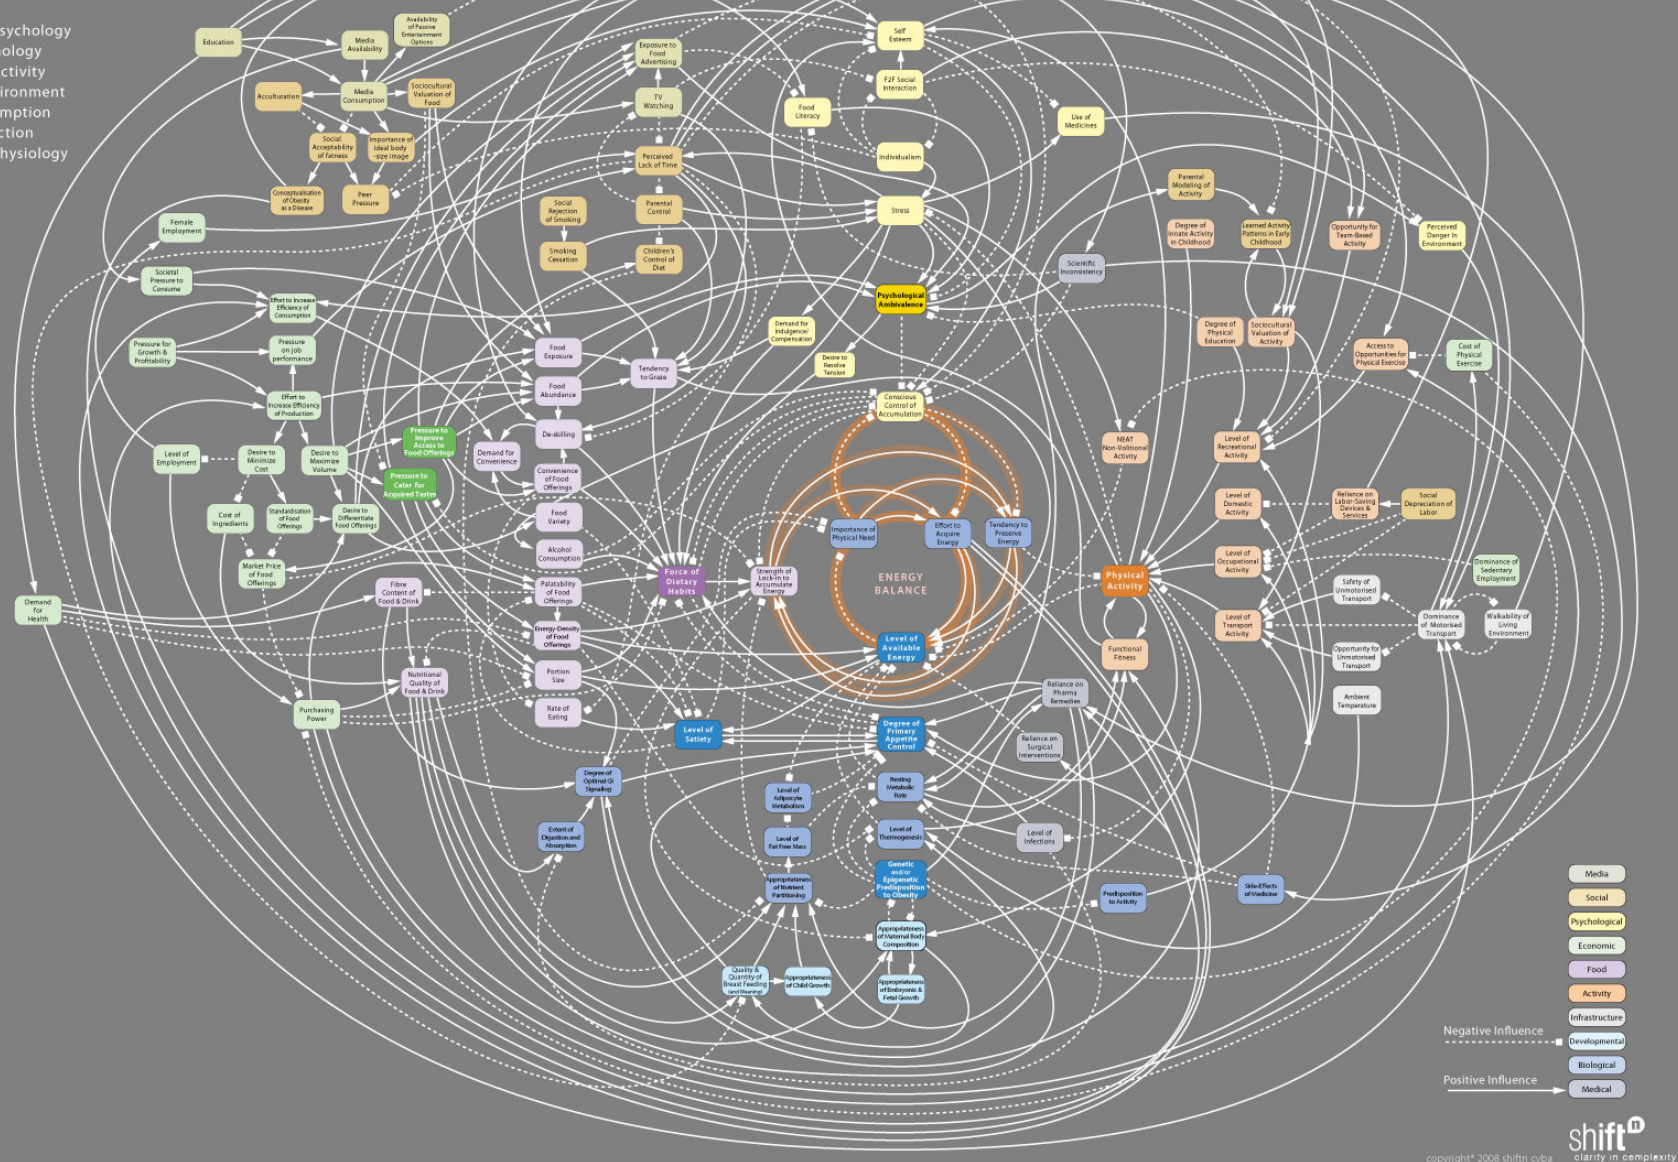 sychology
ology
ctivity
ironment
mption
ction
hysiology
Education
Media
Availability
Availability
of Passive
Entertainment
Options
Acculturation
Media
Consumption
Sociocultural
Valuation of
Food
Social
Acceptability
of fatness
Importance of
ideal body
-size image
Conceptualisation
of Obesity
as a Disease
Peer
Pressure
Exposure to
Food
Advertising
TV
Watching
Perceived
Lack of Time
Parental
Control
Children's
Control of
Diet
Social
Rejection
of Smoking
Smoking
Cessation
Self
Esteem
F2F Social
Interaction
Food
Literacy
Individualism
Stress
Use of
Medicines
Psychological
Ambivalence
Demand for
Indulgence/
Compensation
Desire to
Resolve
Tension
Conscious
Control of
Accumulation
Scientific
Inconsistency
Parental
Modeling of
Activity
Degree of
Innate Activity
in Childhood
Learned Activity
Patterns in Early
Childhood
Opportunity for
Team-Based
Activity
Perceived
Danger In
Environment
Degree of
Physical
Education
Sociocultural
Valuation of
Activity
Access to
Opportunities for
Physical Exercise
Cost of
Physical
Exercise
Female
Employment
Societal
Pressure to
Consume
Effort to Increase
Efficiency of
Consumption
Pressure for
Growth &
Profitability
Pressure
on job
performance
Effort to
Increase Efficiency
of Production
Level of
Employment
Desire to
Minimize
Cost
Desire to
Maximize
Volume
Pressure to
Improve
Access to
Food Offerings
Pressure to
Cater for
Acquired Tastes
Cost of
Ingredients
Standardisation
of Food
Offerings
Desire to
Differentiate
Food Offerings
Market Price
of Food
Offerings
Demand
for
Health
Purchasing
Power
Food
Exposure
Food
Abundance
De-skilling
Demand for
Convenience
Convenience
of Food
Offerings
Food
Variety
Alcohol
Consumption
Palatability
of Food
Offerings
Energy-Density
of Food
Offerings
Portion
Size
Rate of
Eating
Tendency
to Graze
Fibre
Content of
Food & Drink
Nutritional
Quality of
Food & Drink
Force of
Dietary
Habits
Strength of
Lock-in to
Accumulate
Energy
Importance of
Physical Need
Effort to
Acquire
Energy
Tendency to
Preserve
Energy
ENERGY
BALANCE
Level of
Available
Energy
NEAT
Non-Volitional
Activity
Level of
Recreational
Activity
Level of
Domestic
Activity
Reliance on
Labor-Saving
Devices &
Services
Social
Depreciation of
Labor
Level of
Occupational
Activity
Dominance of
Sedentary
Employment
Physical
Activity
Level of
Transport
Activity
Safety of
Unmotorised
Transport
Dominance
of Motorised
Transport
Walkability of
Living
Environment
Opportunity for
Unmotorised
Transport
Ambient
Temperature
Functional
Fitness
Level of
Satiety
Degree of
Primary
Appetite
Control
Reliance on
Pharma
Remedies
Reliance on
Surgical
Interventions
Degree of
Optimal GI
Signaling
Extent of
Digestion and
Absorption
Level of
Adipocyte
Metabolism
Level of
Fat Free Mass
Appropriateness
of Nutrient
Partitioning
Resting
Metabolic
Rate
Level of
Thermogenesis
Genetic
and/or
Epigenetic
Predisposition
to Obesity
Level of
Infections
Predisposition
to Activity
Side-Effects
of Medicine
Appropriateness
of Maternal Body
Composition
Quality &
Quantity of
Breast Feeding
(and Weaning)
Appropriateness
of Child Growth
Appropriateness
of Embryonic &
Fetal Growth
Media
Social
Psychological
Economic
Food
Activity
Infrastructure
Developmental
Biological
Medical
Negative Influence
Positive Influence
shiftn
clarity in complexity
copyright* 2008 shiftn cvba